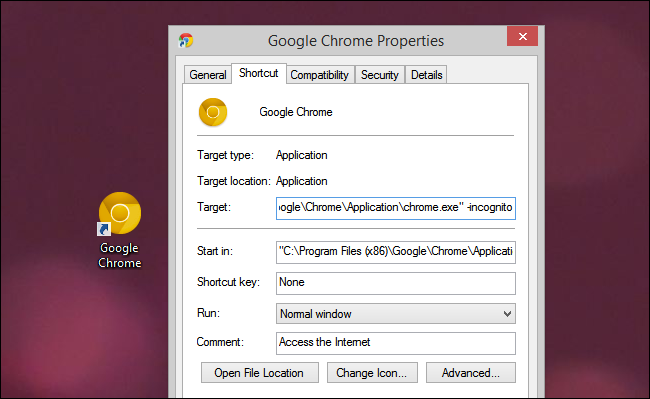 Google Chrome Properties
General Shortcut Compatibility Security Details
Google Chrome
Target type: Application
Target location: Application
Target: ogle\Chrome\Application\chrome.exe" -incognito
Start in: "C:\Program Files (x86)\Google\Chrome\Applicati
Shortcut key: None
Run: Normal window
Comment: Access the Internet
Open File Location Change Icon... Advanced...
Google
Chrome